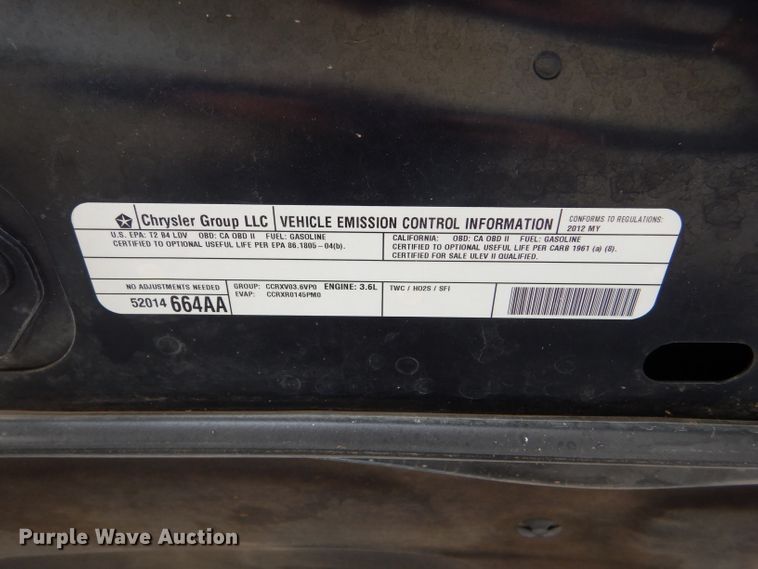 Chrysler Group LLC VEHICLE EMISSION CONTROL INFORMATION CONFORMS TO REGULATIONS:
2012 MY
U.S. EPA: T2 B4 LDV OBD: CA OBD II FUEL: GASOLINE
CERTIFIED TO OPTIONAL USEFUL LIFE PER EPA 86.1805-04(b).
CALIFORNIA: OBD: CA OBD II FUEL: GASOLINE
CERTIFIED TO OPTIONAL USEFUL LIFE PER CARB 1961 (a) (8).
CERTIFIED FOR SALE ULEV II QUALIFIED.
NO ADJUSTMENTS NEEDED
52014 664AA
GROUP: CCRXV03.6VP0 ENGINE: 3.6L
EVAP: CCRXR0145PM0
TWC / HO2S / SFI
Purple Wave Auction